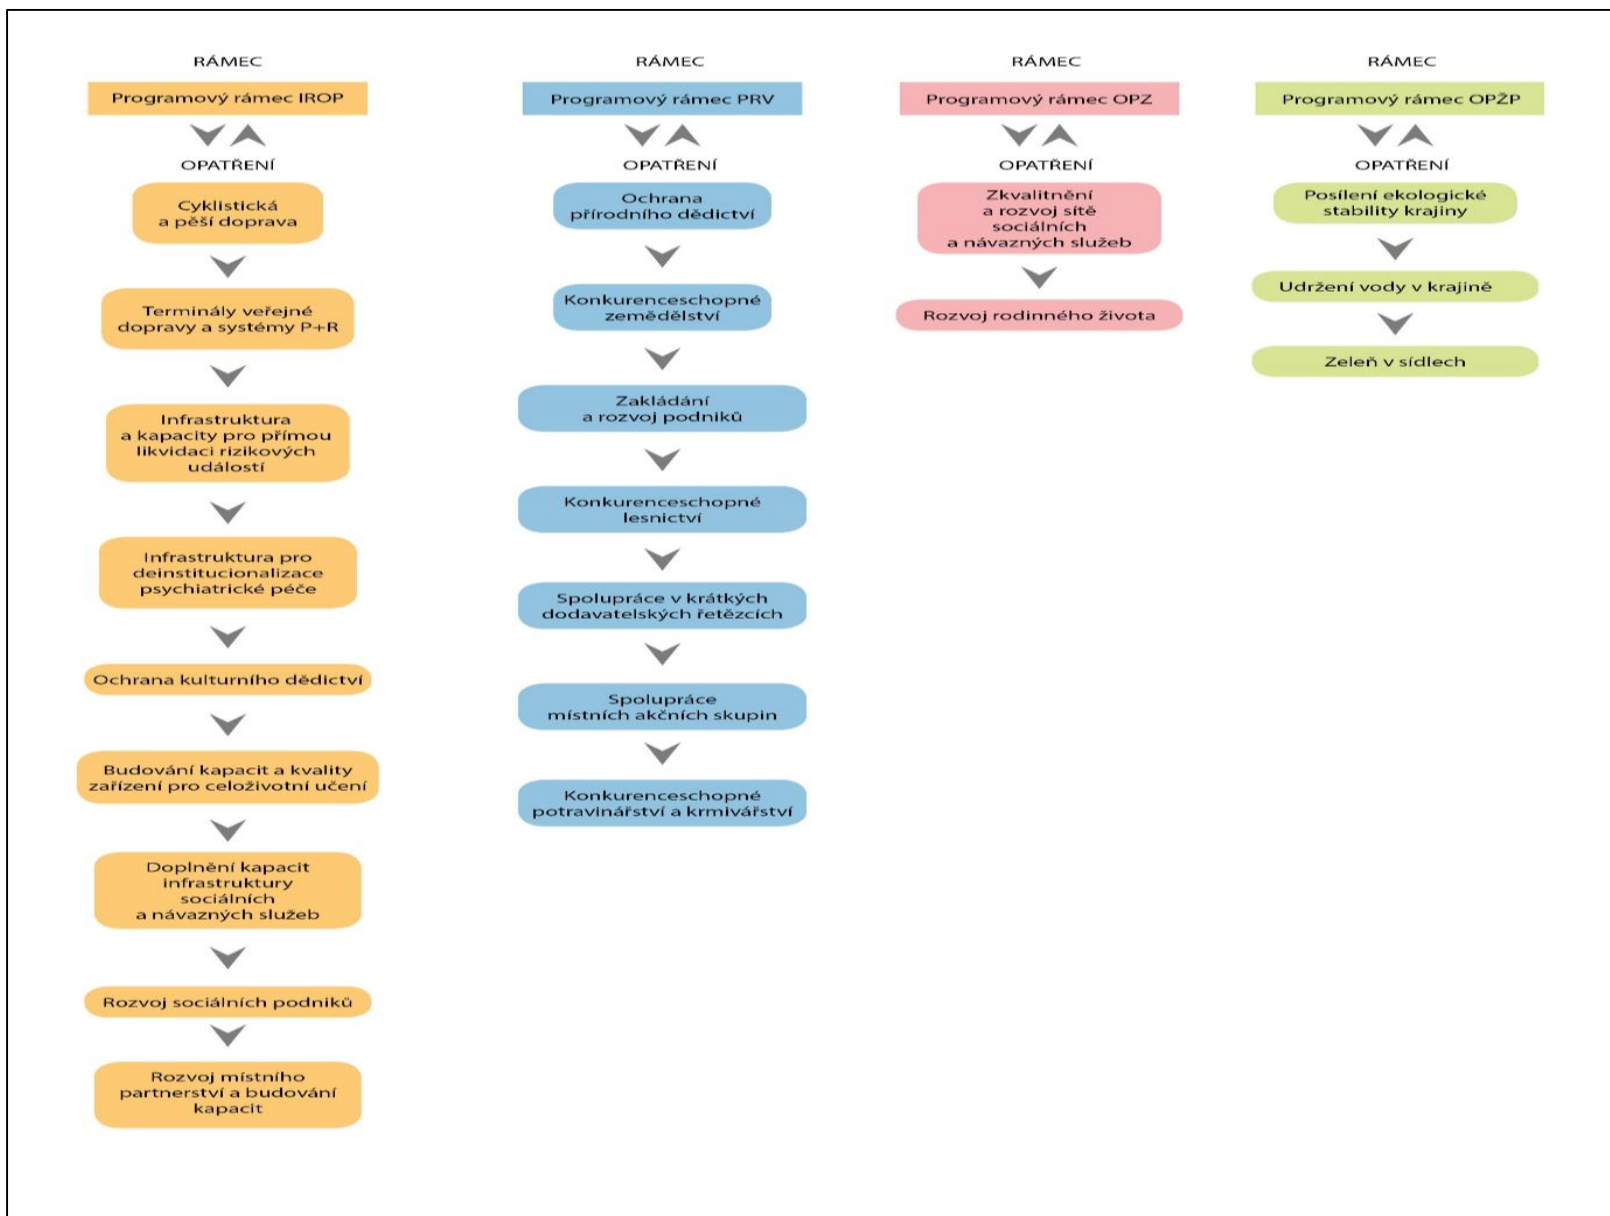 RÁMEC
Programový rámec IROP
OPATŘENÍ
Cyklistická
a pěší doprava
Terminály veřejné
dopravy a systémy P+R
Infrastruktura
a kapacity pro přímou
likvidaci rizikových
událostí
Infrastruktura pro
deinstitucionalizace
psychiatrické péče
Ochrana kulturního dědictví
Budování kapacit a kvality
zařízení pro celoživotní učení
Doplnění kapacit
infrastruktury
sociálních
a návazných služeb
Rozvoj sociálních podniků
Rozvoj místního
partnerství a budování
kapacit
RÁMEC
Programový rámec PRV
OPATŘENÍ
Ochrana
přírodního dědictví
Konkurenceschopné
zemědělství
Zakládání
a rozvoj podniků
Konkurenceschopné
lesnictví
Spolupráce v krátkých
dodavatelských řetězcích
Spolupráce
místních akčních skupin
Konkurenceschopné
potravinářství a krmivářství
RÁMEC
Programový rámec OPZ
OPATŘENÍ
Zkvalitnění
a rozvoj sítě
sociálních
a návazných služeb
Rozvoj rodinného života
RÁMEC
Programový rámec OPŽP
OPATŘENÍ
Posílení ekologické
stability krajiny
Udržení vody v krajině
Zeleň v sídlech